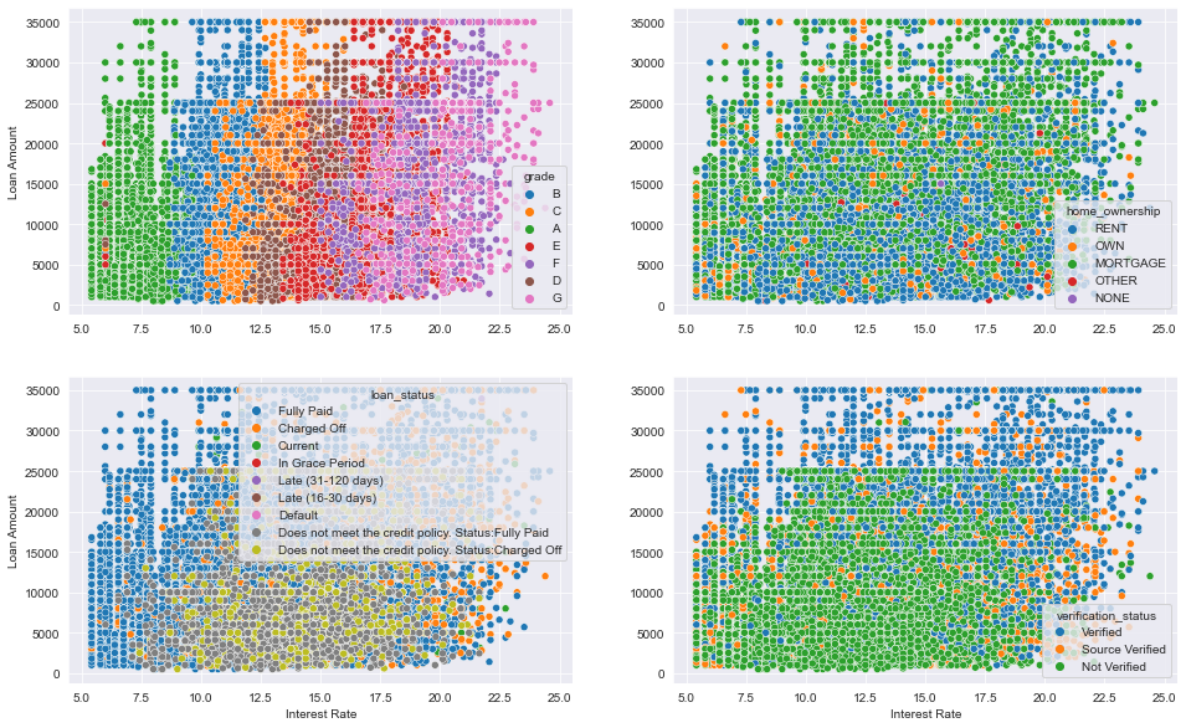 35000
30000
25000
20000
15000
10000
5000
0
Loan Amount
5.0 7.5 10.0 12.5 15.0 17.5 20.0 22.5 25.0
grade
B
C
A
E
F
D
G
35000
30000
25000
20000
15000
10000
5000
0
5.0 7.5 10.0 12.5 15.0 17.5 20.0 22.5 25.0
home_ownership
RENT
OWN
MORTGAGE
OTHER
NONE
35000
30000
25000
20000
15000
10000
5000
0
Loan Amount
loan_status
Fully Paid
Charged Off
Current
In Grace Period
Late (31-120 days)
Late (16-30 days)
Default
Does not meet the credit policy. Status:Fully Paid
Does not meet the credit policy. Status:Charged Off
5.0 7.5 10.0 12.5 15.0 17.5 20.0 22.5 25.0
Interest Rate
35000
30000
25000
20000
15000
10000
5000
0
verification_status
Verified
Source Verified
Not Verified
5.0 7.5 10.0 12.5 15.0 17.5 20.0 22.5 25.0
Interest Rate